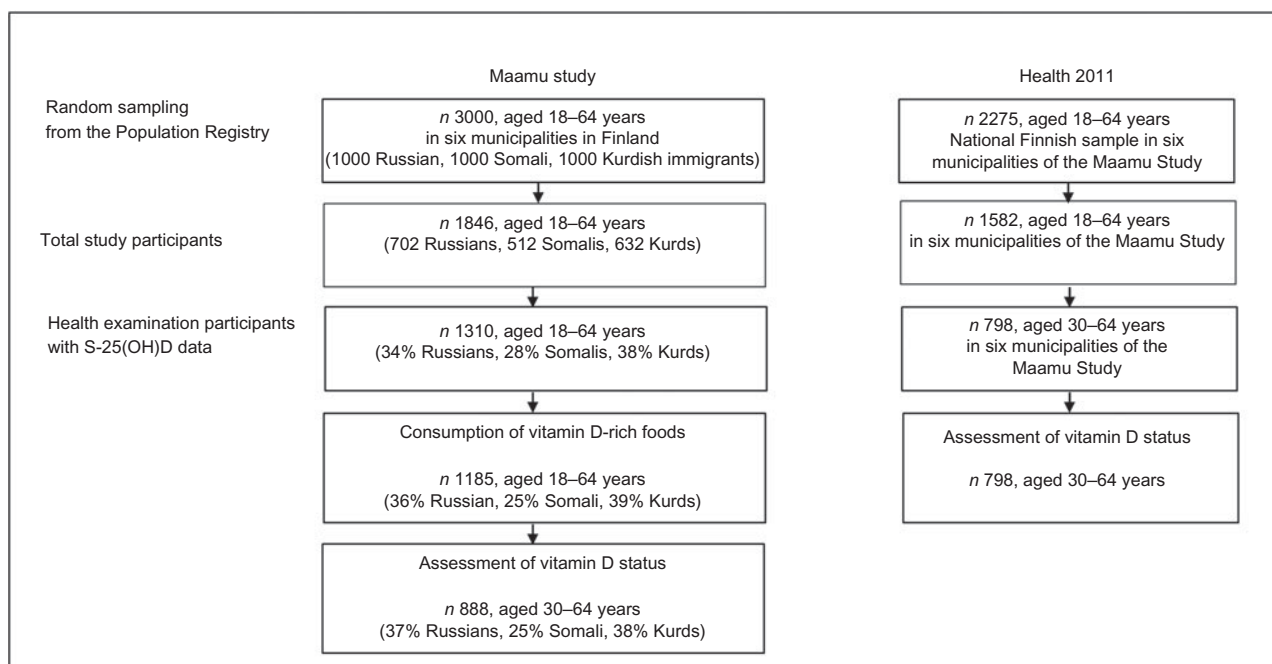 Maamu study
Health 2011
Random sampling
from the Population Registry
n 3000, aged 18–64 years
in six municipalities in Finland
(1000 Russian, 1000 Somali, 1000 Kurdish immigrants)
n 2275, aged 18–64 years
National Finnish sample in six
municipalities of the Maamu Study
Total study participants
n 1846, aged 18–64 years
(702 Russians, 512 Somalis, 632 Kurds)
n 1582, aged 18–64 years
in six municipalities of the Maamu Study
Health examination participants
with S-25(OH)D data
n 1310, aged 18–64 years
(34% Russians, 28% Somalis, 38% Kurds)
n 798, aged 30–64 years
in six municipalities of the
Maamu Study
Consumption of vitamin D-rich foods
n 1185, aged 18–64 years
(36% Russian, 25% Somali, 39% Kurds)
Assessment of vitamin D status
n 798, aged 30–64 years
Assessment of vitamin D status
n 888, aged 30–64 years
(37% Russians, 25% Somali, 38% Kurds)